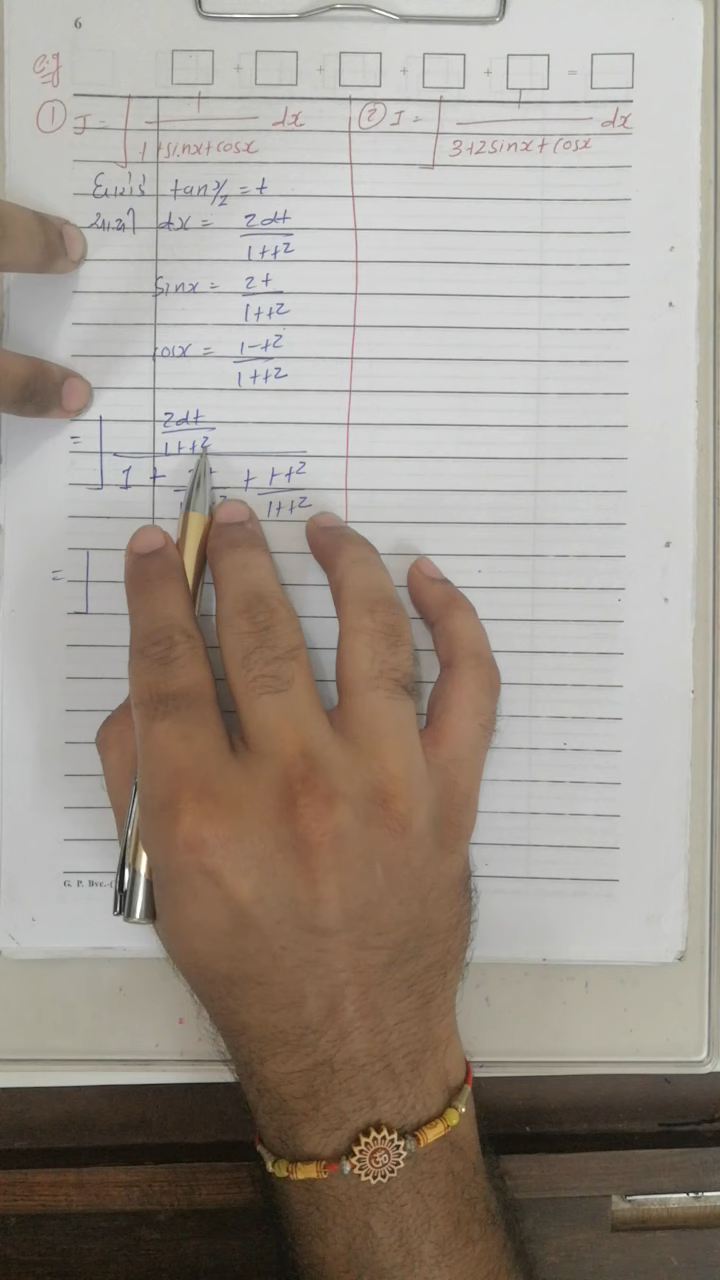 6
e.g
+ + + + =
① I = ∫ 1 / 1+sinx+cosx dx
② I = ∫ 1 / 3+2sinx+cosx dx
ધારોકે tan x/2 = t
dx = 2dt / 1+t2
sinx = 2t / 1+t2
cosx = 1-t2 / 1+t2
= ∫ 2dt / 1+t2
1 + + 1+t2 / 1+t2
= ∫
G. P. Bvc.-(